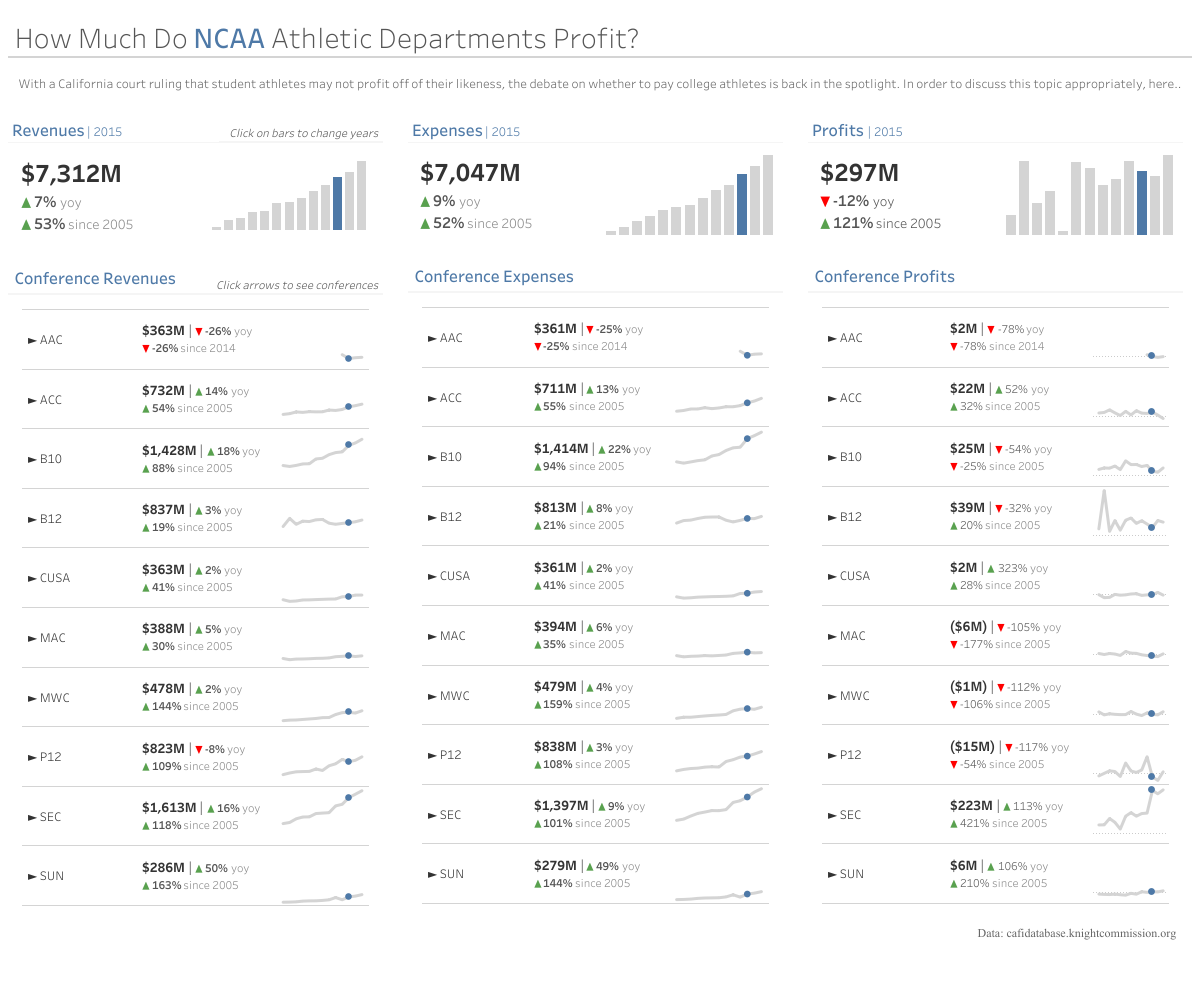 How Much Do NCAA Athletic Departments Profit?
With a California court ruling that student athletes may not profit off of their likeness, the debate on whether to pay college athletes is back in the spotlight. In order to discuss this topic appropriately, here..
Revenues | 2015
Click on bars to change years
$7,312M
▲ 7% yoy
▲ 53% since 2005
Expenses | 2015
$7,047M
▲ 9% yoy
▲ 52% since 2005
Profits | 2015
$297M
▼ -12% yoy
▲ 121% since 2005
Conference Revenues
Click arrows to see conferences
► AAC
$363M | ▼ -26% yoy
▼ -26% since 2014
► ACC
$732M | ▲ 14% yoy
▲ 54% since 2005
► B10
$1,428M | ▲ 18% yoy
▲ 88% since 2005
► B12
$837M | ▲ 3% yoy
▲ 19% since 2005
► CUSA
$363M | ▲ 2% yoy
▲ 41% since 2005
► MAC
$388M | ▲ 5% yoy
▲ 30% since 2005
► MWC
$478M | ▲ 2% yoy
▲ 144% since 2005
► P12
$823M | ▼ -8% yoy
▲ 109% since 2005
► SEC
$1,613M | ▲ 16% yoy
▲ 118% since 2005
► SUN
$286M | ▲ 50% yoy
▲ 163% since 2005
Conference Expenses
► AAC
$361M | ▼ -25% yoy
▼ -25% since 2014
► ACC
$711M | ▲ 13% yoy
▲ 55% since 2005
► B10
$1,414M | ▲ 22% yoy
▲ 94% since 2005
► B12
$813M | ▲ 8% yoy
▲ 21% since 2005
► CUSA
$361M | ▲ 2% yoy
▲ 41% since 2005
► MAC
$394M | ▲ 6% yoy
▲ 35% since 2005
► MWC
$479M | ▲ 4% yoy
▲ 159% since 2005
► P12
$838M | ▲ 3% yoy
▲ 108% since 2005
► SEC
$1,397M | ▲ 9% yoy
▲ 101% since 2005
► SUN
$279M | ▲ 49% yoy
▲ 144% since 2005
Conference Profits
► AAC
$2M | ▼ -78% yoy
▼ -78% since 2014
► ACC
$22M | ▲ 52% yoy
▲ 32% since 2005
► B10
$25M | ▼ -54% yoy
▼ -25% since 2005
► B12
$39M | ▼ -32% yoy
▲ 20% since 2005
► CUSA
$2M | ▲ 323% yoy
▲ 28% since 2005
► MAC
($6M) | ▼ -105% yoy
▼ -177% since 2005
► MWC
($1M) | ▼ -112% yoy
▼ -106% since 2005
► P12
($15M) | ▼ -117% yoy
▼ -54% since 2005
► SEC
$223M | ▲ 113% yoy
▲ 421% since 2005
► SUN
$6M | ▲ 106% yoy
▲ 210% since 2005
Data: cafidatabase.knightcommission.org